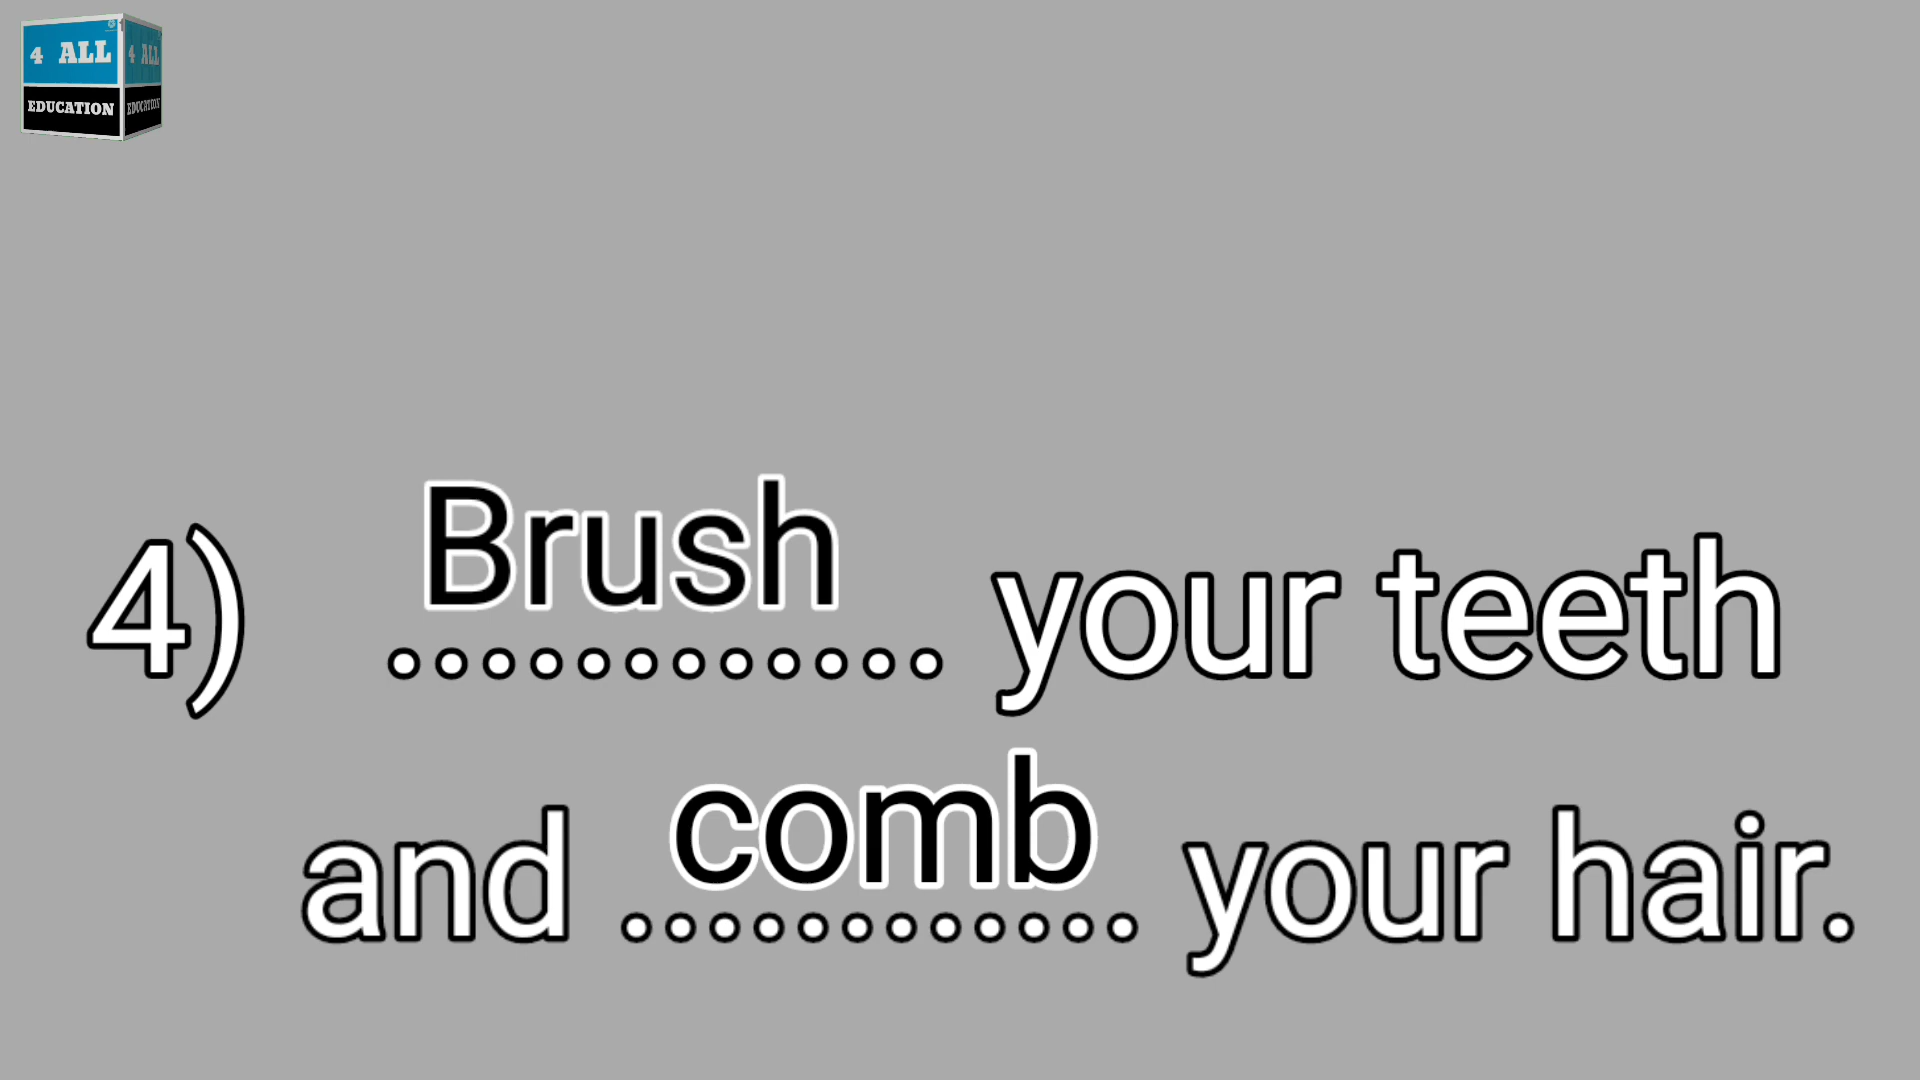 4 ALL
EDUCATION
4 ALL
EDUCATION
4) Brush your teeth
............
and comb your hair.
............